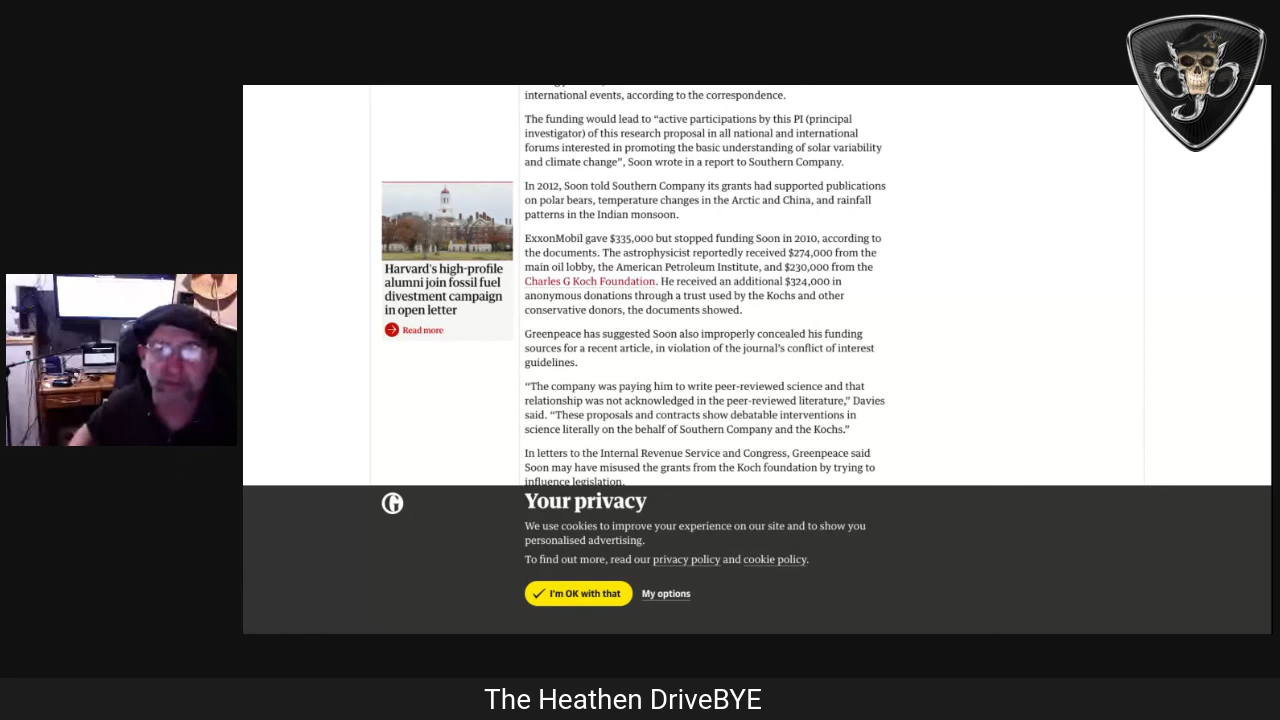 international events, according to the correspondence.
The funding would lead to “active participations by this PI (principal
investigator) of this research proposal in all national and international
forums interested in promoting the basic understanding of solar variability
and climate change”, Soon wrote in a report to Southern Company.
In 2012, Soon told Southern Company its grants had supported publications
on polar bears, temperature changes in the Arctic and China, and rainfall
patterns in the Indian monsoon.
ExxonMobil gave $335,000 but stopped funding Soon in 2010, according to
the documents. The astrophysicist reportedly received $274,000 from the
main oil lobby, the American Petroleum Institute, and $230,000 from the
Charles G Koch Foundation. He received an additional $324,000 in
anonymous donations through a trust used by the Kochs and other
conservative donors, the documents showed.
Harvard's high-profile
alumni join fossil fuel
divestment campaign
in open letter
Read more
Greenpeace has suggested Soon also improperly concealed his funding
sources for a recent article, in violation of the journal’s conflict of interest
guidelines.
“The company was paying him to write peer-reviewed science and that
relationship was not acknowledged in the peer-reviewed literature,” Davies
said. “These proposals and contracts show debatable interventions in
science literally on the behalf of Southern Company and the Kochs.”
In letters to the Internal Revenue Service and Congress, Greenpeace said
Soon may have misused the grants from the Koch foundation by trying to
influence legislation.
Your privacy
We use cookies to improve your experience on our site and to show you
personalised advertising.
To find out more, read our privacy policy and cookie policy.
I'm OK with that
My options
The Heathen DriveBYE